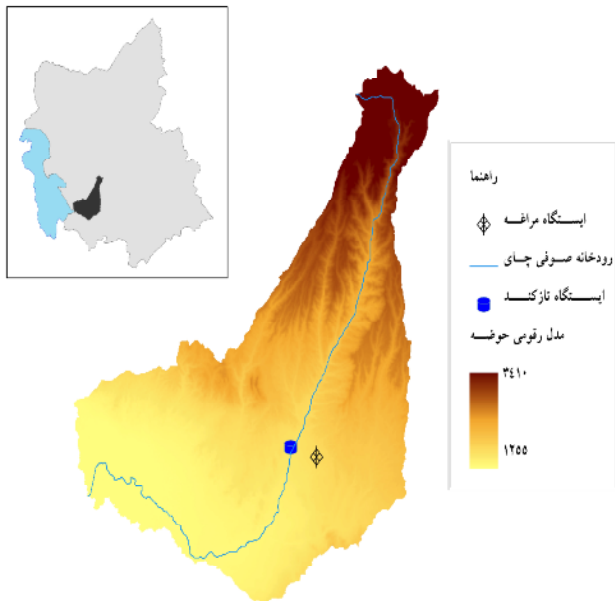 راهنما
ایستگاه مراغه
رودخانه صوفی چای
ایستگاه تازکند
مدل رقومی حوضه
۳۴۱۰
۱۲۵۵